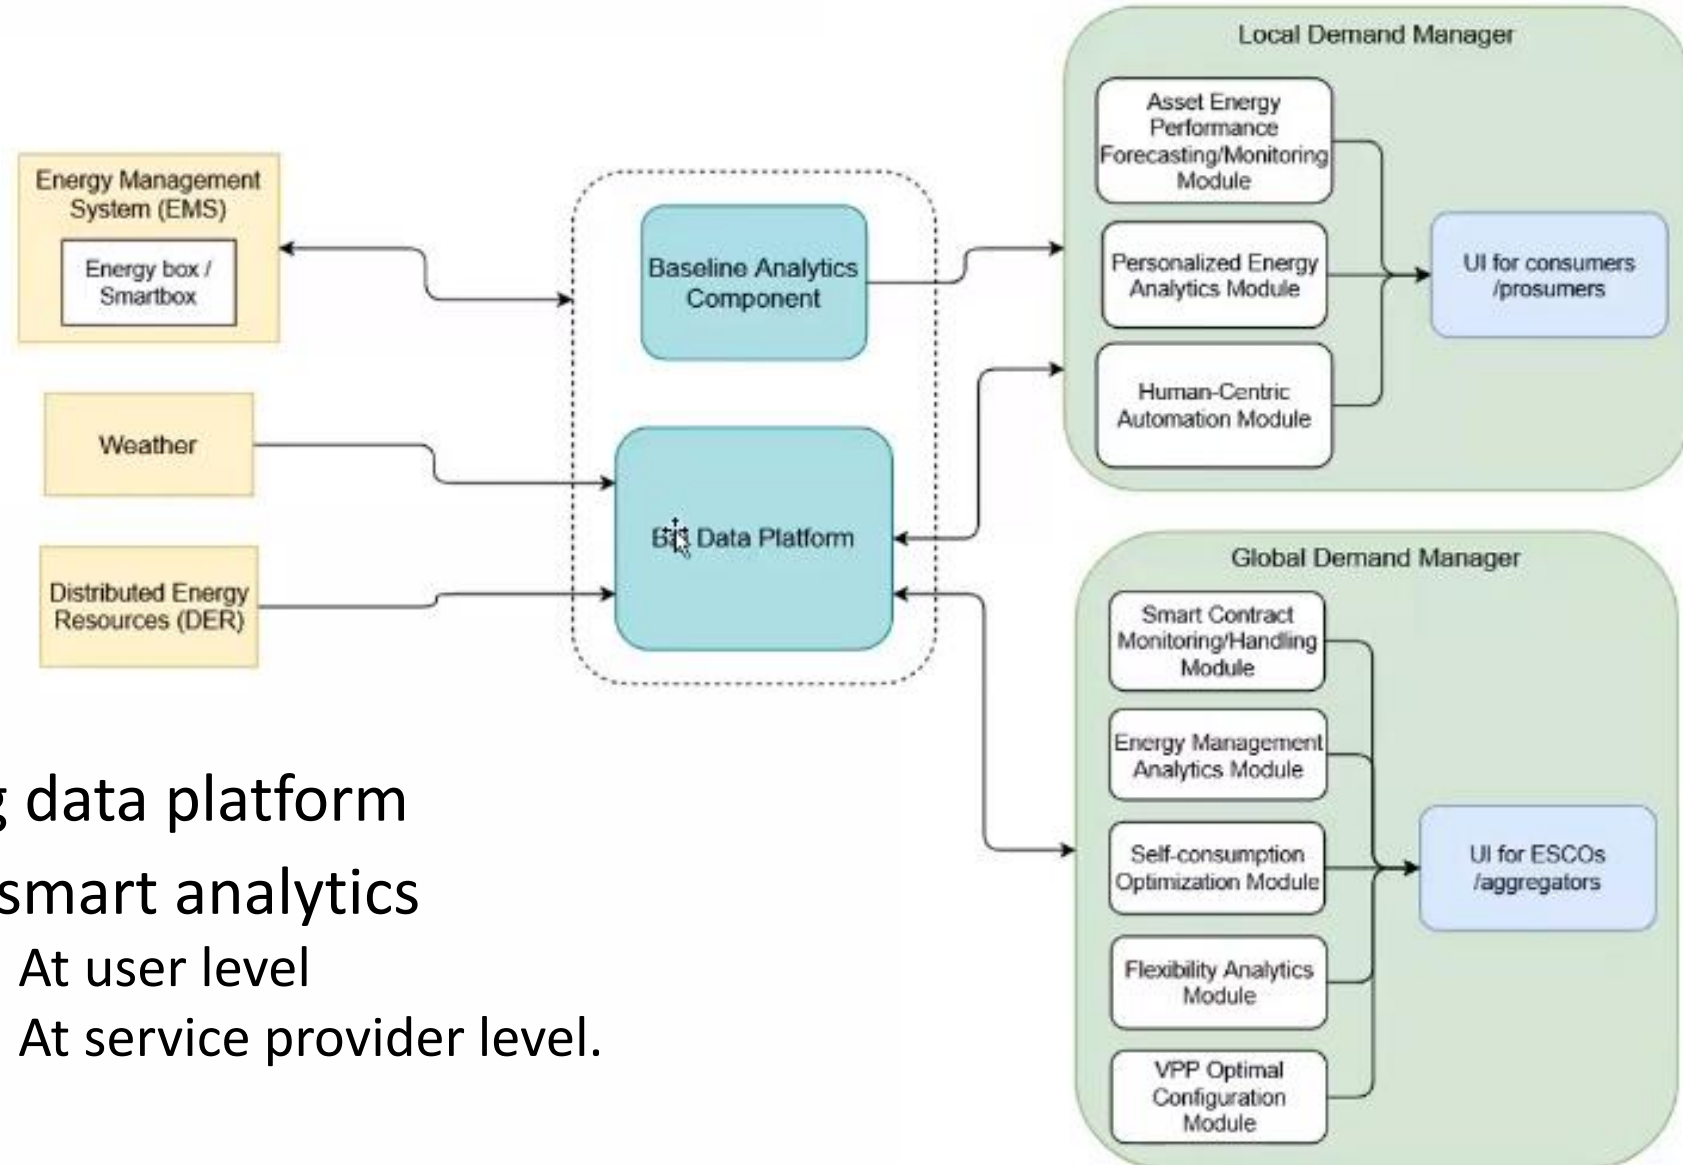 Local Demand Manager
Asset Energy
Performance
Forecasting/Monitoring
Module
Personalized Energy
Analytics Module
Human-Centric
Automation Module
UI for consumers
/prosumers
Energy Management
System (EMS)
Energy box /
Smartbox
Weather
Distributed Energy
Resources (DER)
Baseline Analytics
Component
Data Platform
Global Demand Manager
Smart Contract
Monitoring/Handling
Module
Energy Management
Analytics Module
Self-consumption
Optimization Module
Flexibility Analytics
Module
VPP Optimal
Configuration
Module
UI for ESCOs
/aggregators
data platform
smart analytics
At user level
At service provider level.